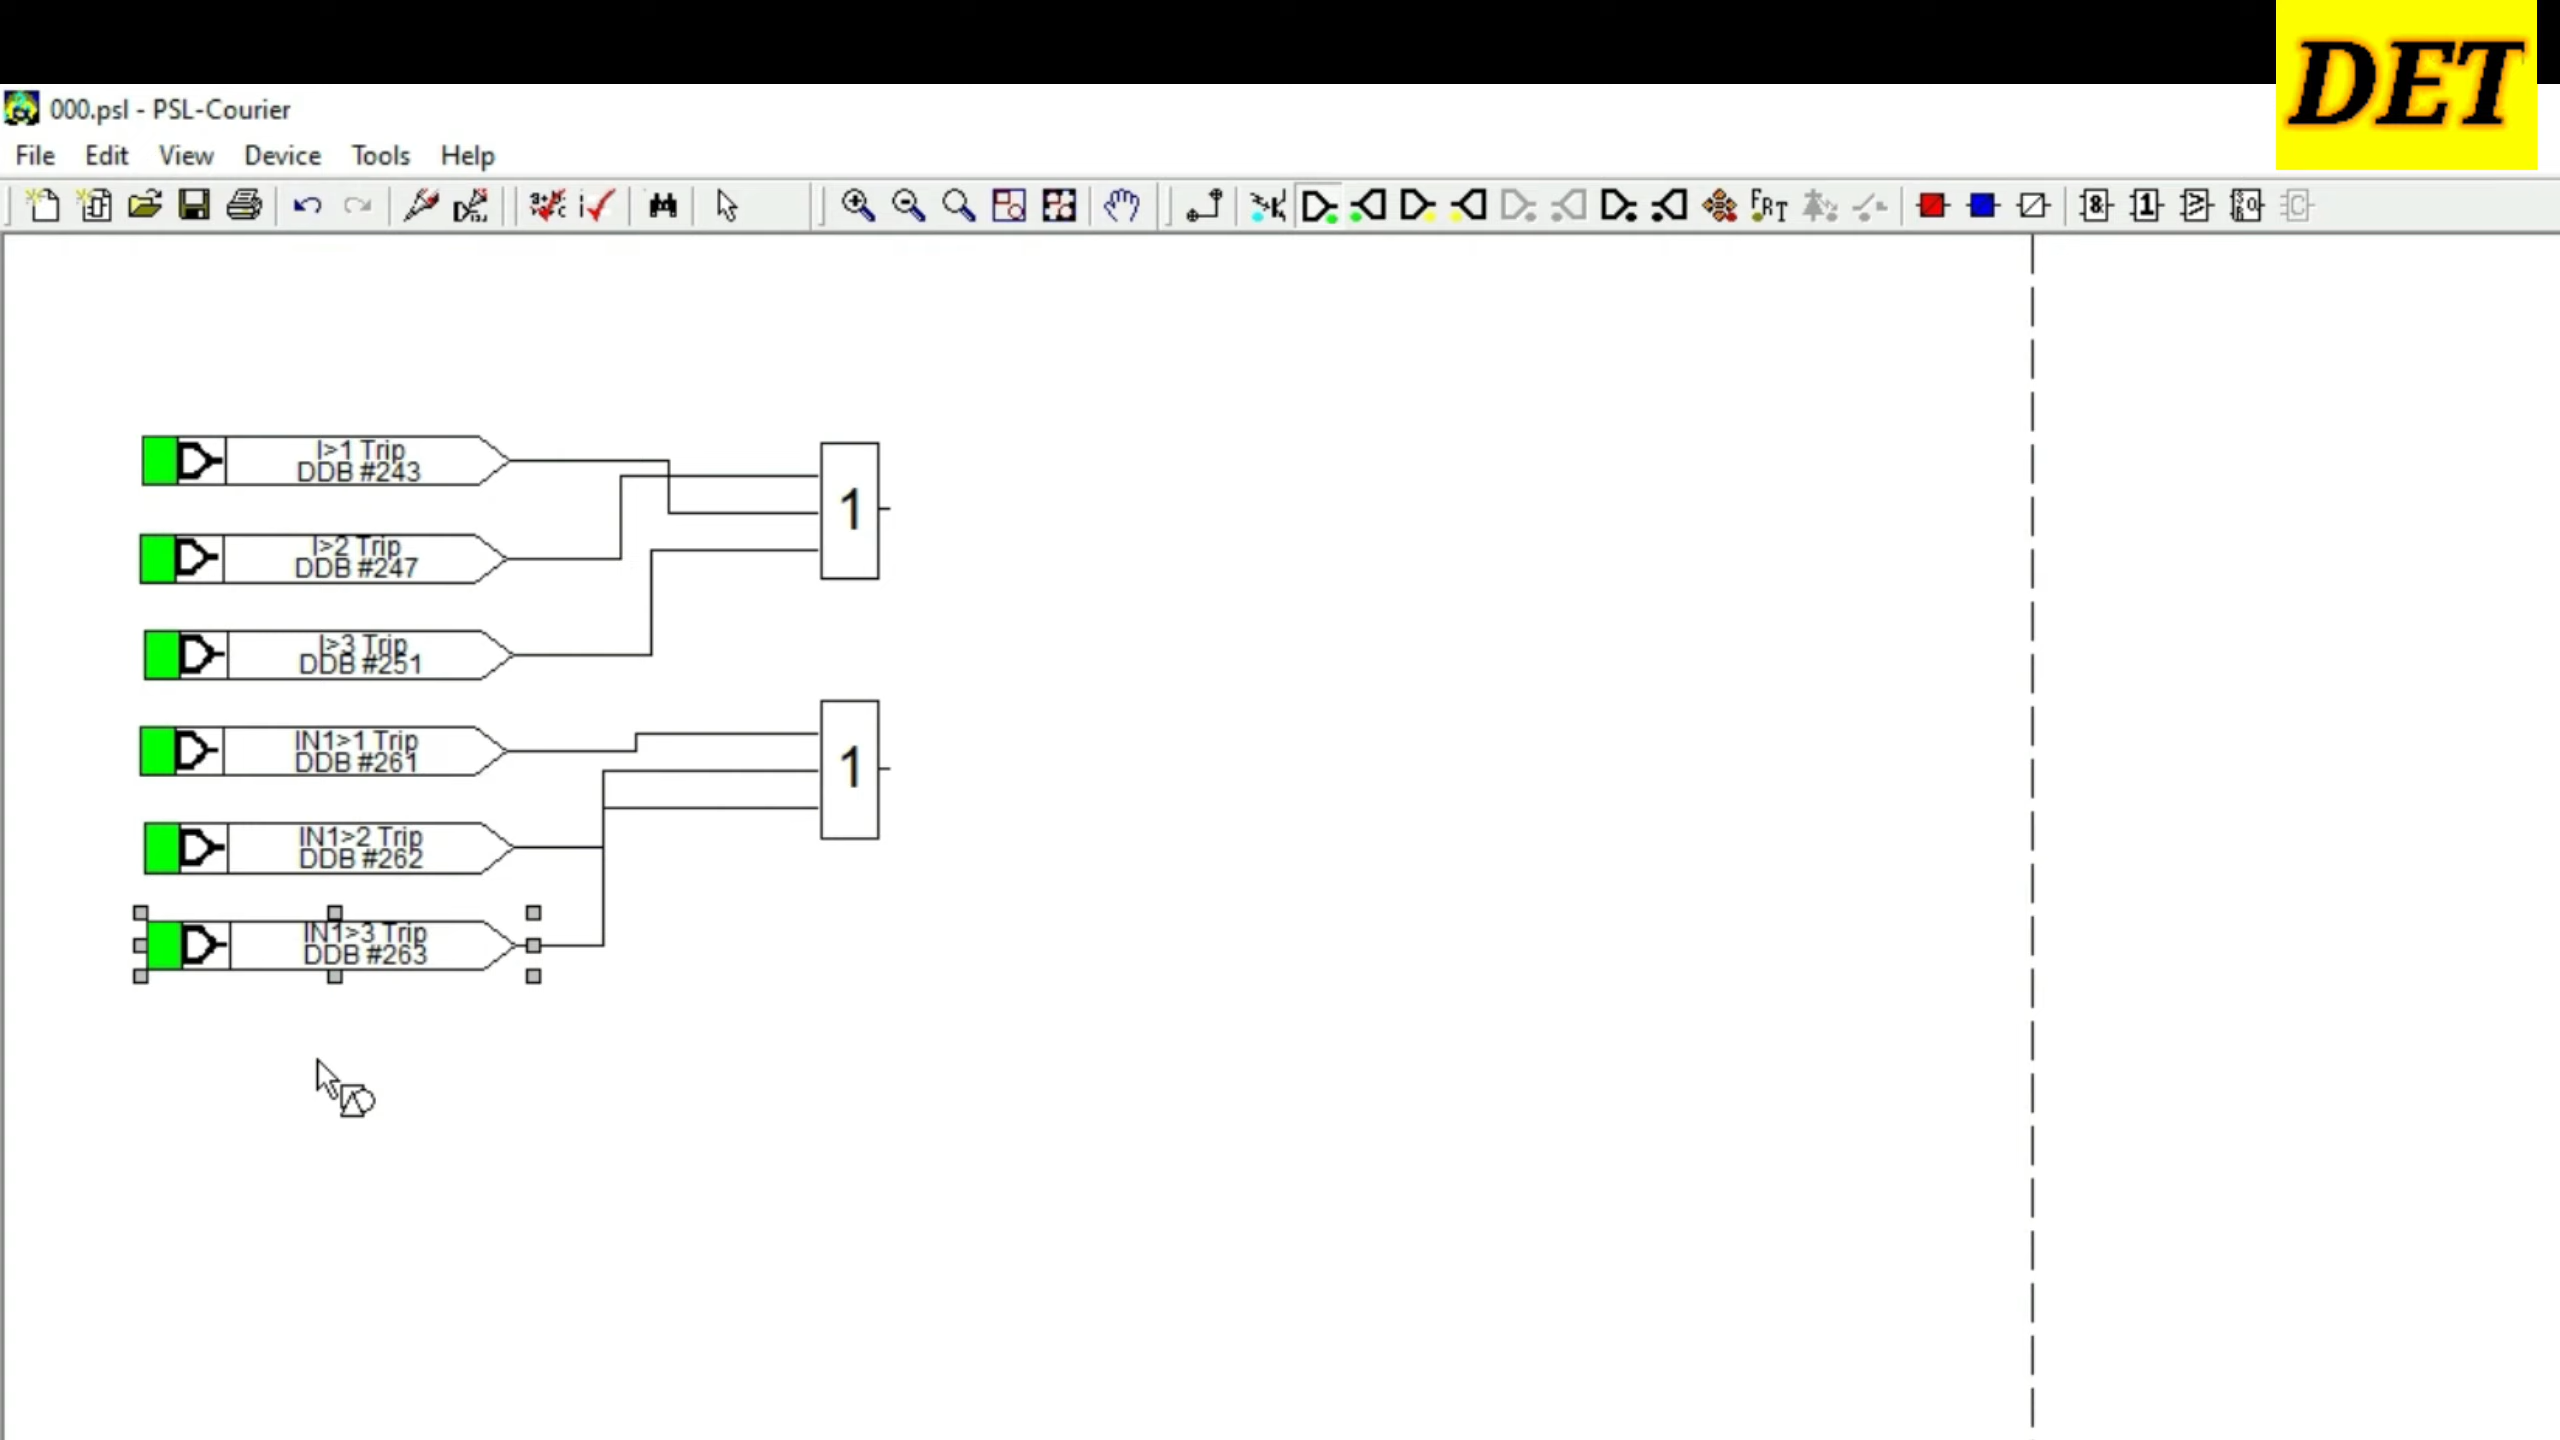 DET
000.psl - PSL-Courier
File Edit View Device Tools Help
FRT
& 1
I>1 Trip
DDB #243
1
I>2 Trip
DDB #247
I>3 Trip
DDB #251
IN1>1 Trip
DDB #261
1
IN1>2 Trip
DDB #262
IN1>3 Trip
DDB #263